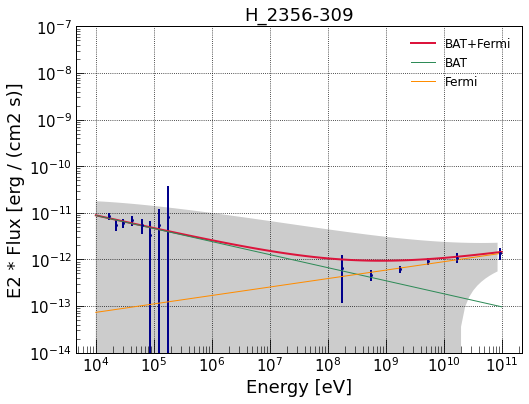 H_2356-309
E2 * Flux [erg / (cm2 s)]
10⁻⁷
10⁻⁸
10⁻⁹
10⁻¹⁰
10⁻¹¹
10⁻¹²
10⁻¹³
10⁻¹⁴
BAT+Fermi
BAT
Fermi
10⁴ 10⁵ 10⁶ 10⁷ 10⁸ 10⁹ 10¹⁰ 10¹¹
Energy [eV]